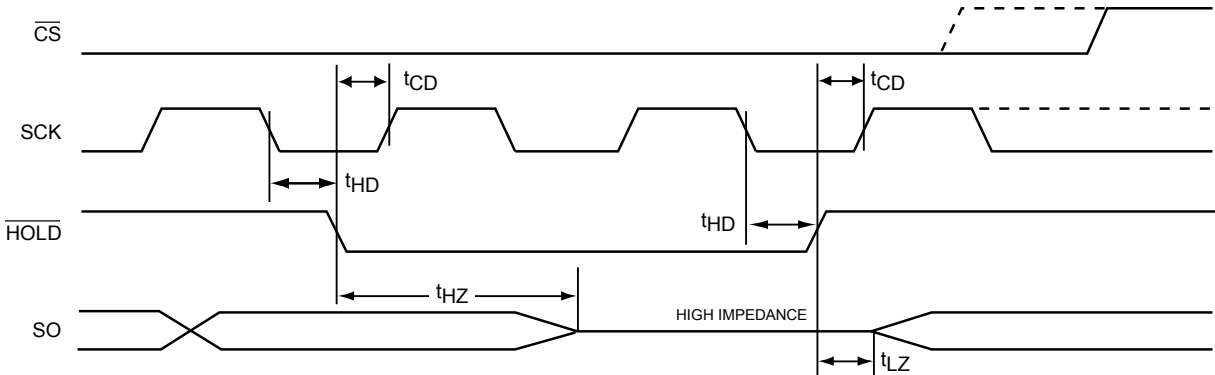 CS
tCD
tCD
SCK
tHD
HOLD
tHD
tHZ
HIGH IMPEDANCE
SO
tLZ